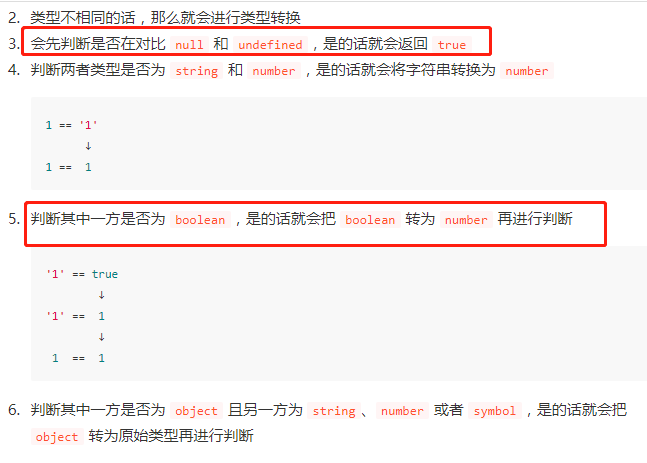 2. 类型不相同的话，那么就会进行类型转换
3. 会先判断是否在对比 null 和 undefined ，是的话就会返回 true
4. 判断两者类型是否为 string 和 number ，是的话就会将字符串转换为 number
1 == '1'
↓
1 == 1
5. 判断其中一方是否为 boolean ，是的话就会把 boolean 转为 number 再进行判断
'1' == true
↓
'1' == 1
↓
1 == 1
6. 判断其中一方是否为 object 且另一方为 string 、 number 或者 symbol ，是的话就会把
object 转为原始类型再进行判断